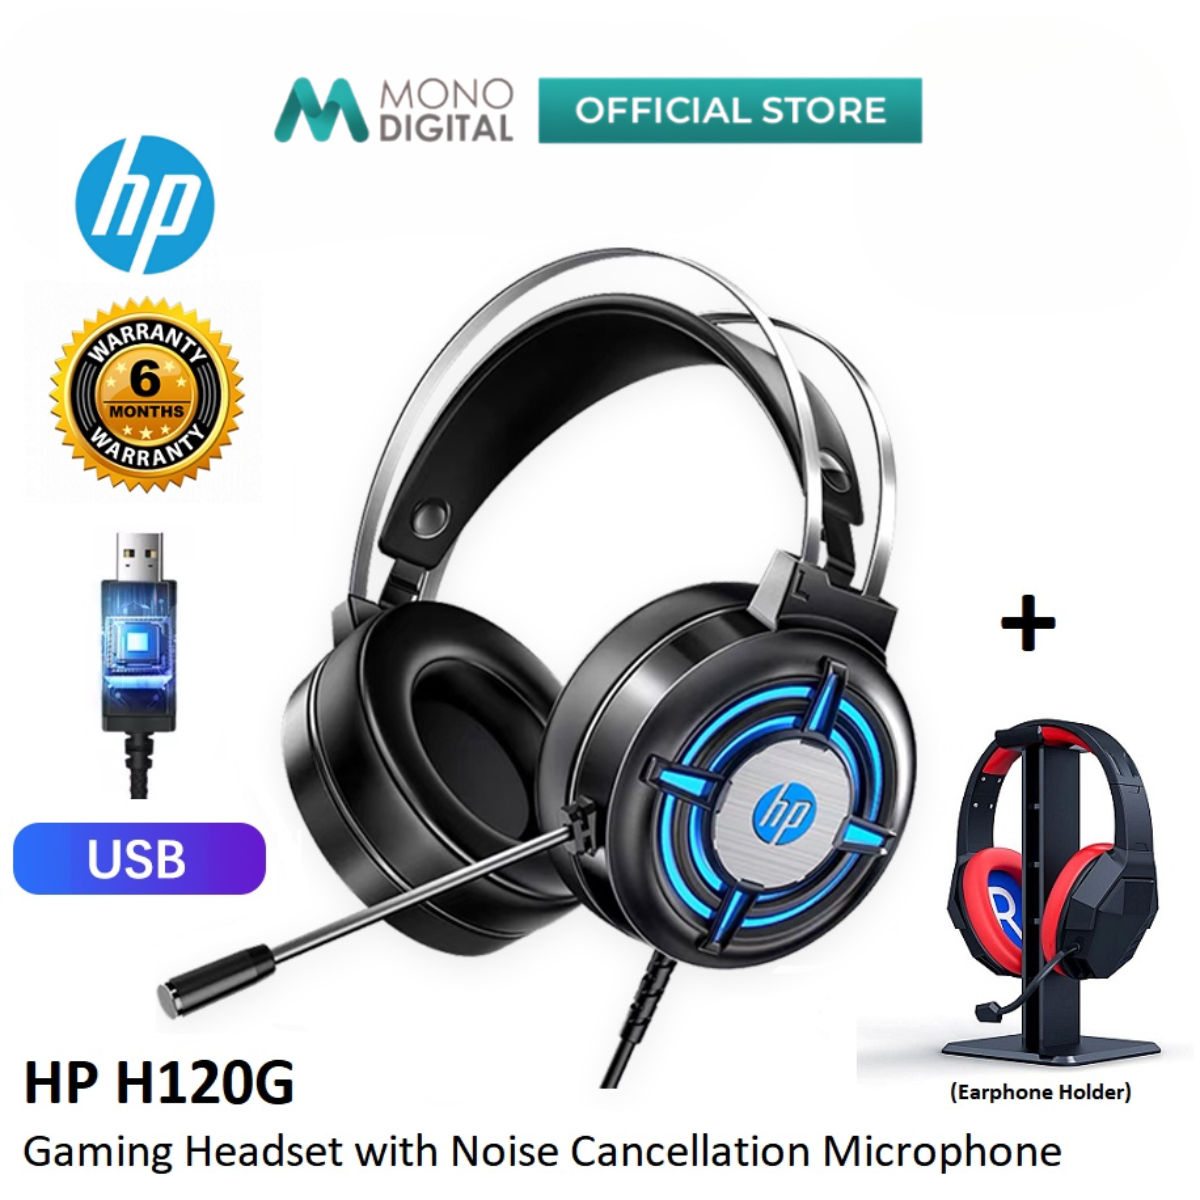 MONO
DIGITAL
OFFICIAL STORE
hp
WARRANTY
6
MONTHS
WARRANTY
USB
hp
+
R
(Earphone Holder)
HP H120G
Gaming Headset with Noise Cancellation Microphone